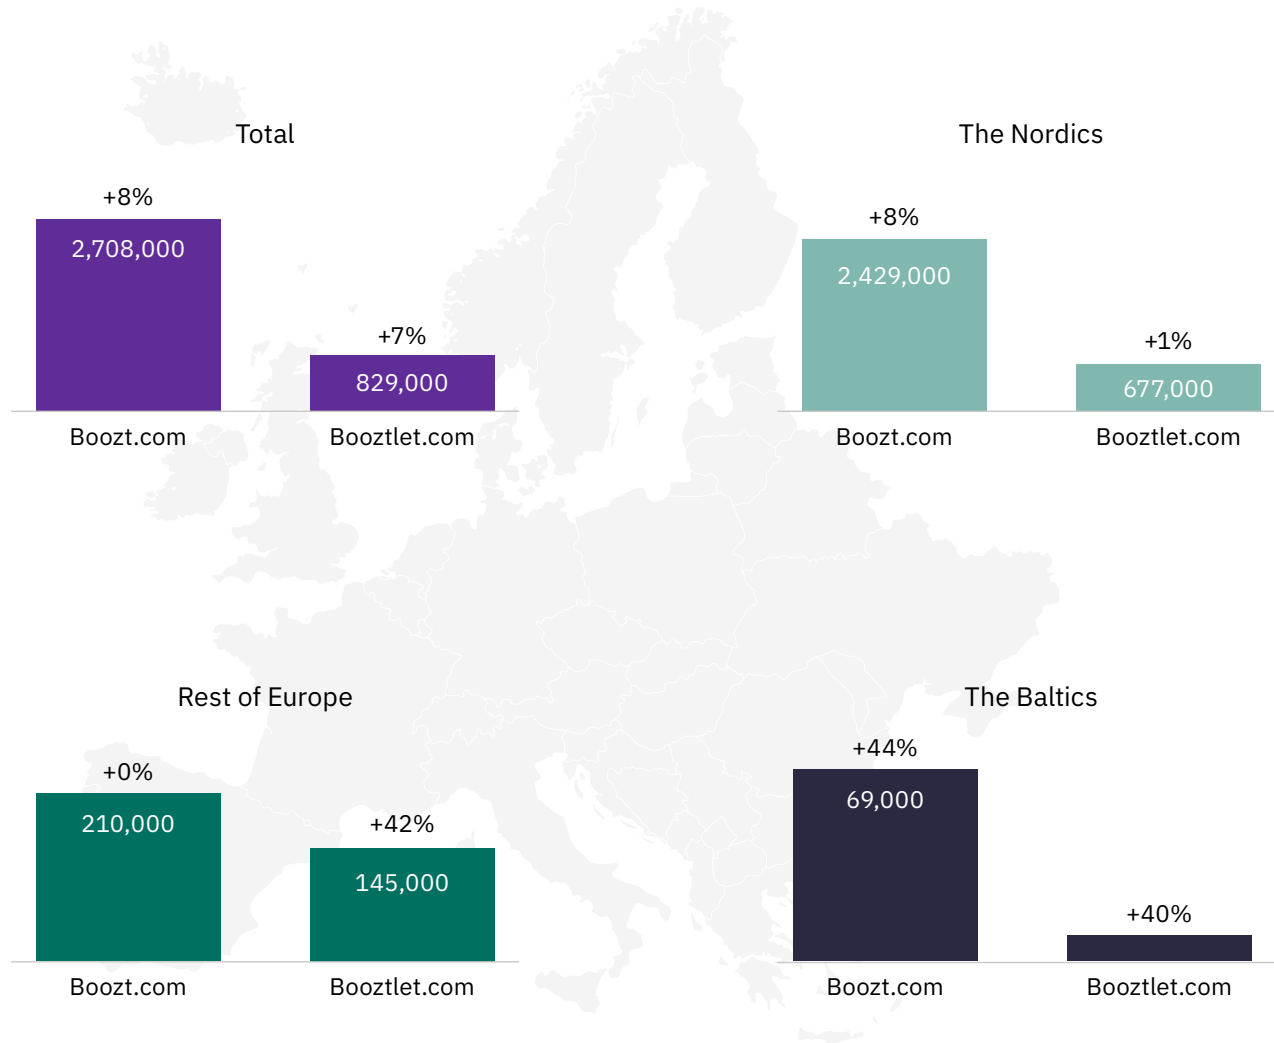 Total
+8%
2,708,000
+7%
829,000
Boozt.com
Booztlet.com
The Nordics
+8%
2,429,000
+1%
677,000
Boozt.com
Booztlet.com
Rest of Europe
+0%
210,000
+42%
145,000
Boozt.com
Booztlet.com
The Baltics
+44%
69,000
+40%
Boozt.com
Booztlet.com